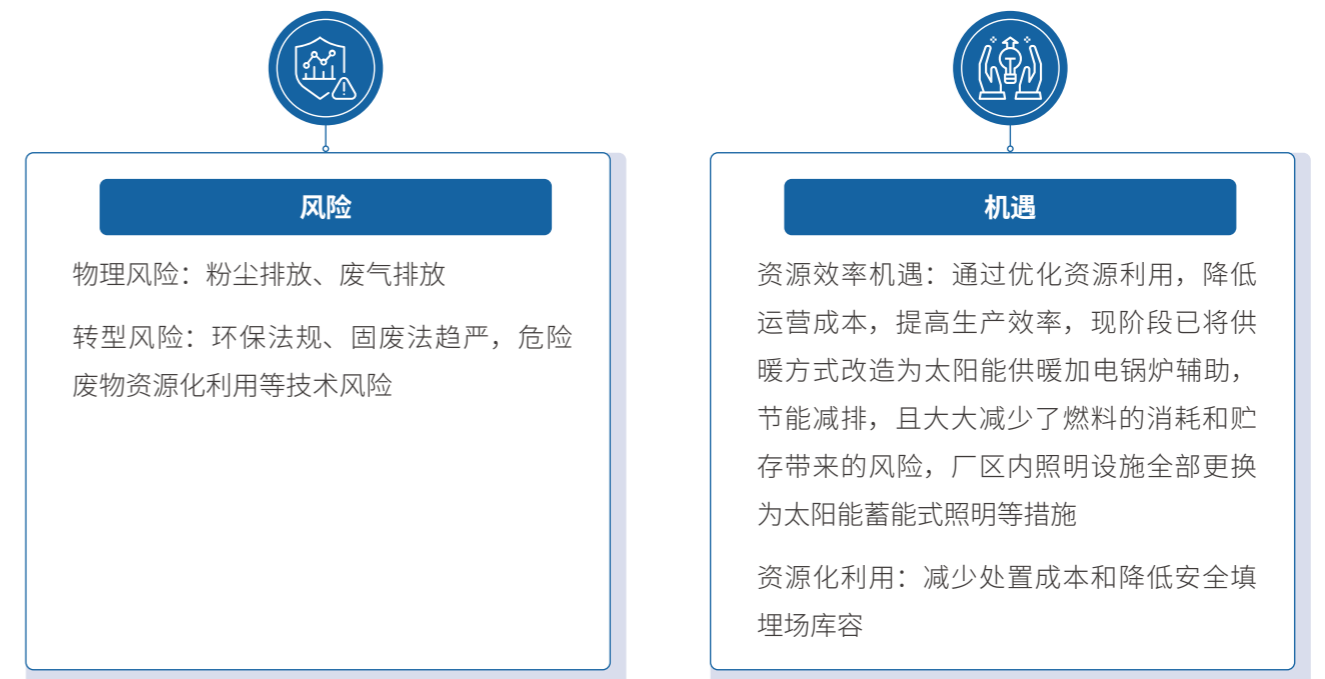 风险
物理风险：粉尘排放、废气排放
转型风险：环保法规、固废法趋严，危险
废物资源化利用等技术风险
机遇
资源效率机遇：通过优化资源利用，降低
运营成本，提高生产效率，现阶段已将供
暖方式改造为太阳能供暖加电锅炉辅助，
节能减排，且大大减少了燃料的消耗和贮
存带来的风险，厂区内照明设施全部更换
为太阳能蓄能式照明等措施
资源化利用：减少处置成本和降低安全填
埋场库容